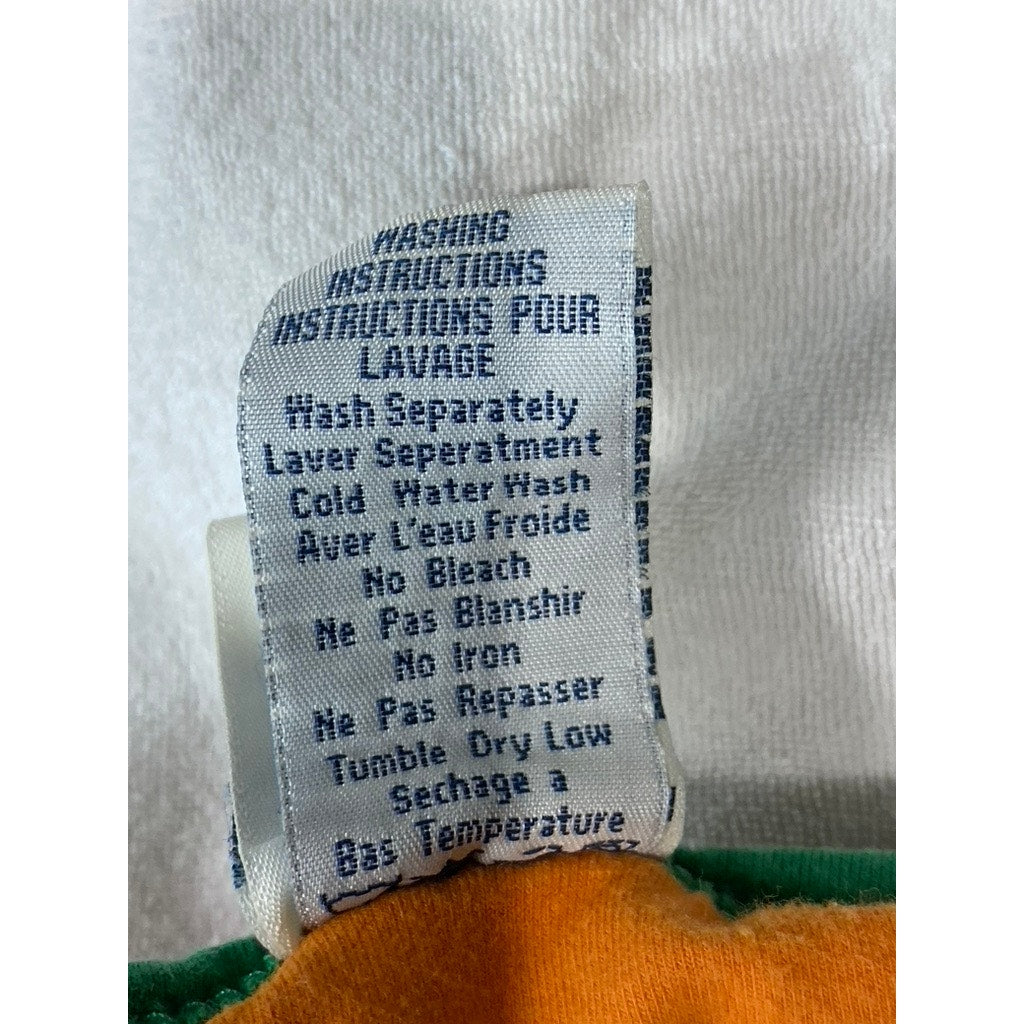 WASHING
INSTRUCTIONS
INSTRUCTIONS POUR
LAVAGE
Wash Separately
Laver Seperatment
Cold Water Wash
Aver L'eau Froide
No Bleach
Ne Pas Blanshir
No Iron
Ne Pas Repasser
Tumble Dry Low
Sechage a
Bas Temperature